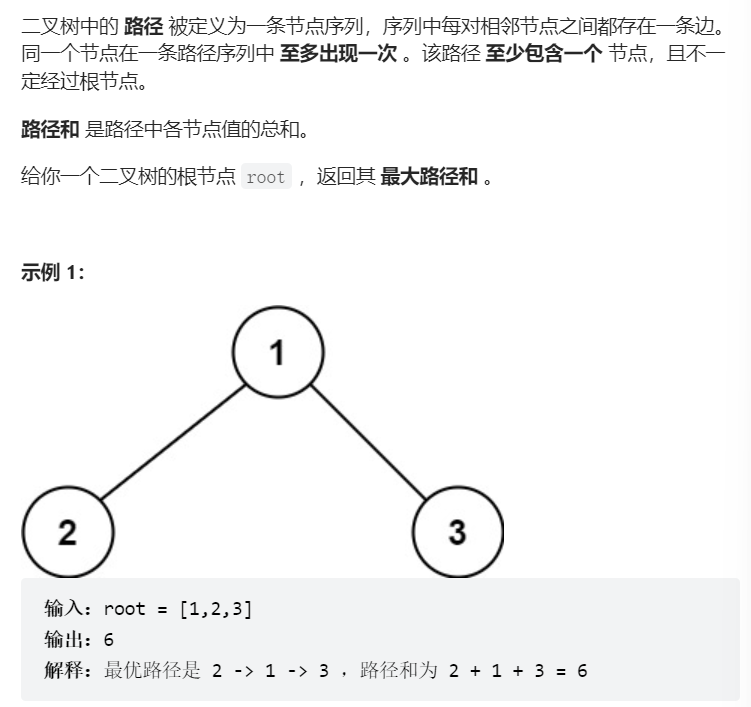 二叉树中的 路径 被定义为一条节点序列，序列中每对相邻节点之间都存在一条边。
同一个节点在一条路径序列中 至多出现一次 。该路径 至少包含一个 节点，且不一
定经过根节点。
路径和 是路径中各节点值的总和。
给你一个二叉树的根节点 root ，返回其 最大路径和 。
示例 1：
1
2
3
输入：root = [1,2,3]
输出：6
解释：最优路径是 2 -> 1 -> 3 ，路径和为 2 + 1 + 3 = 6